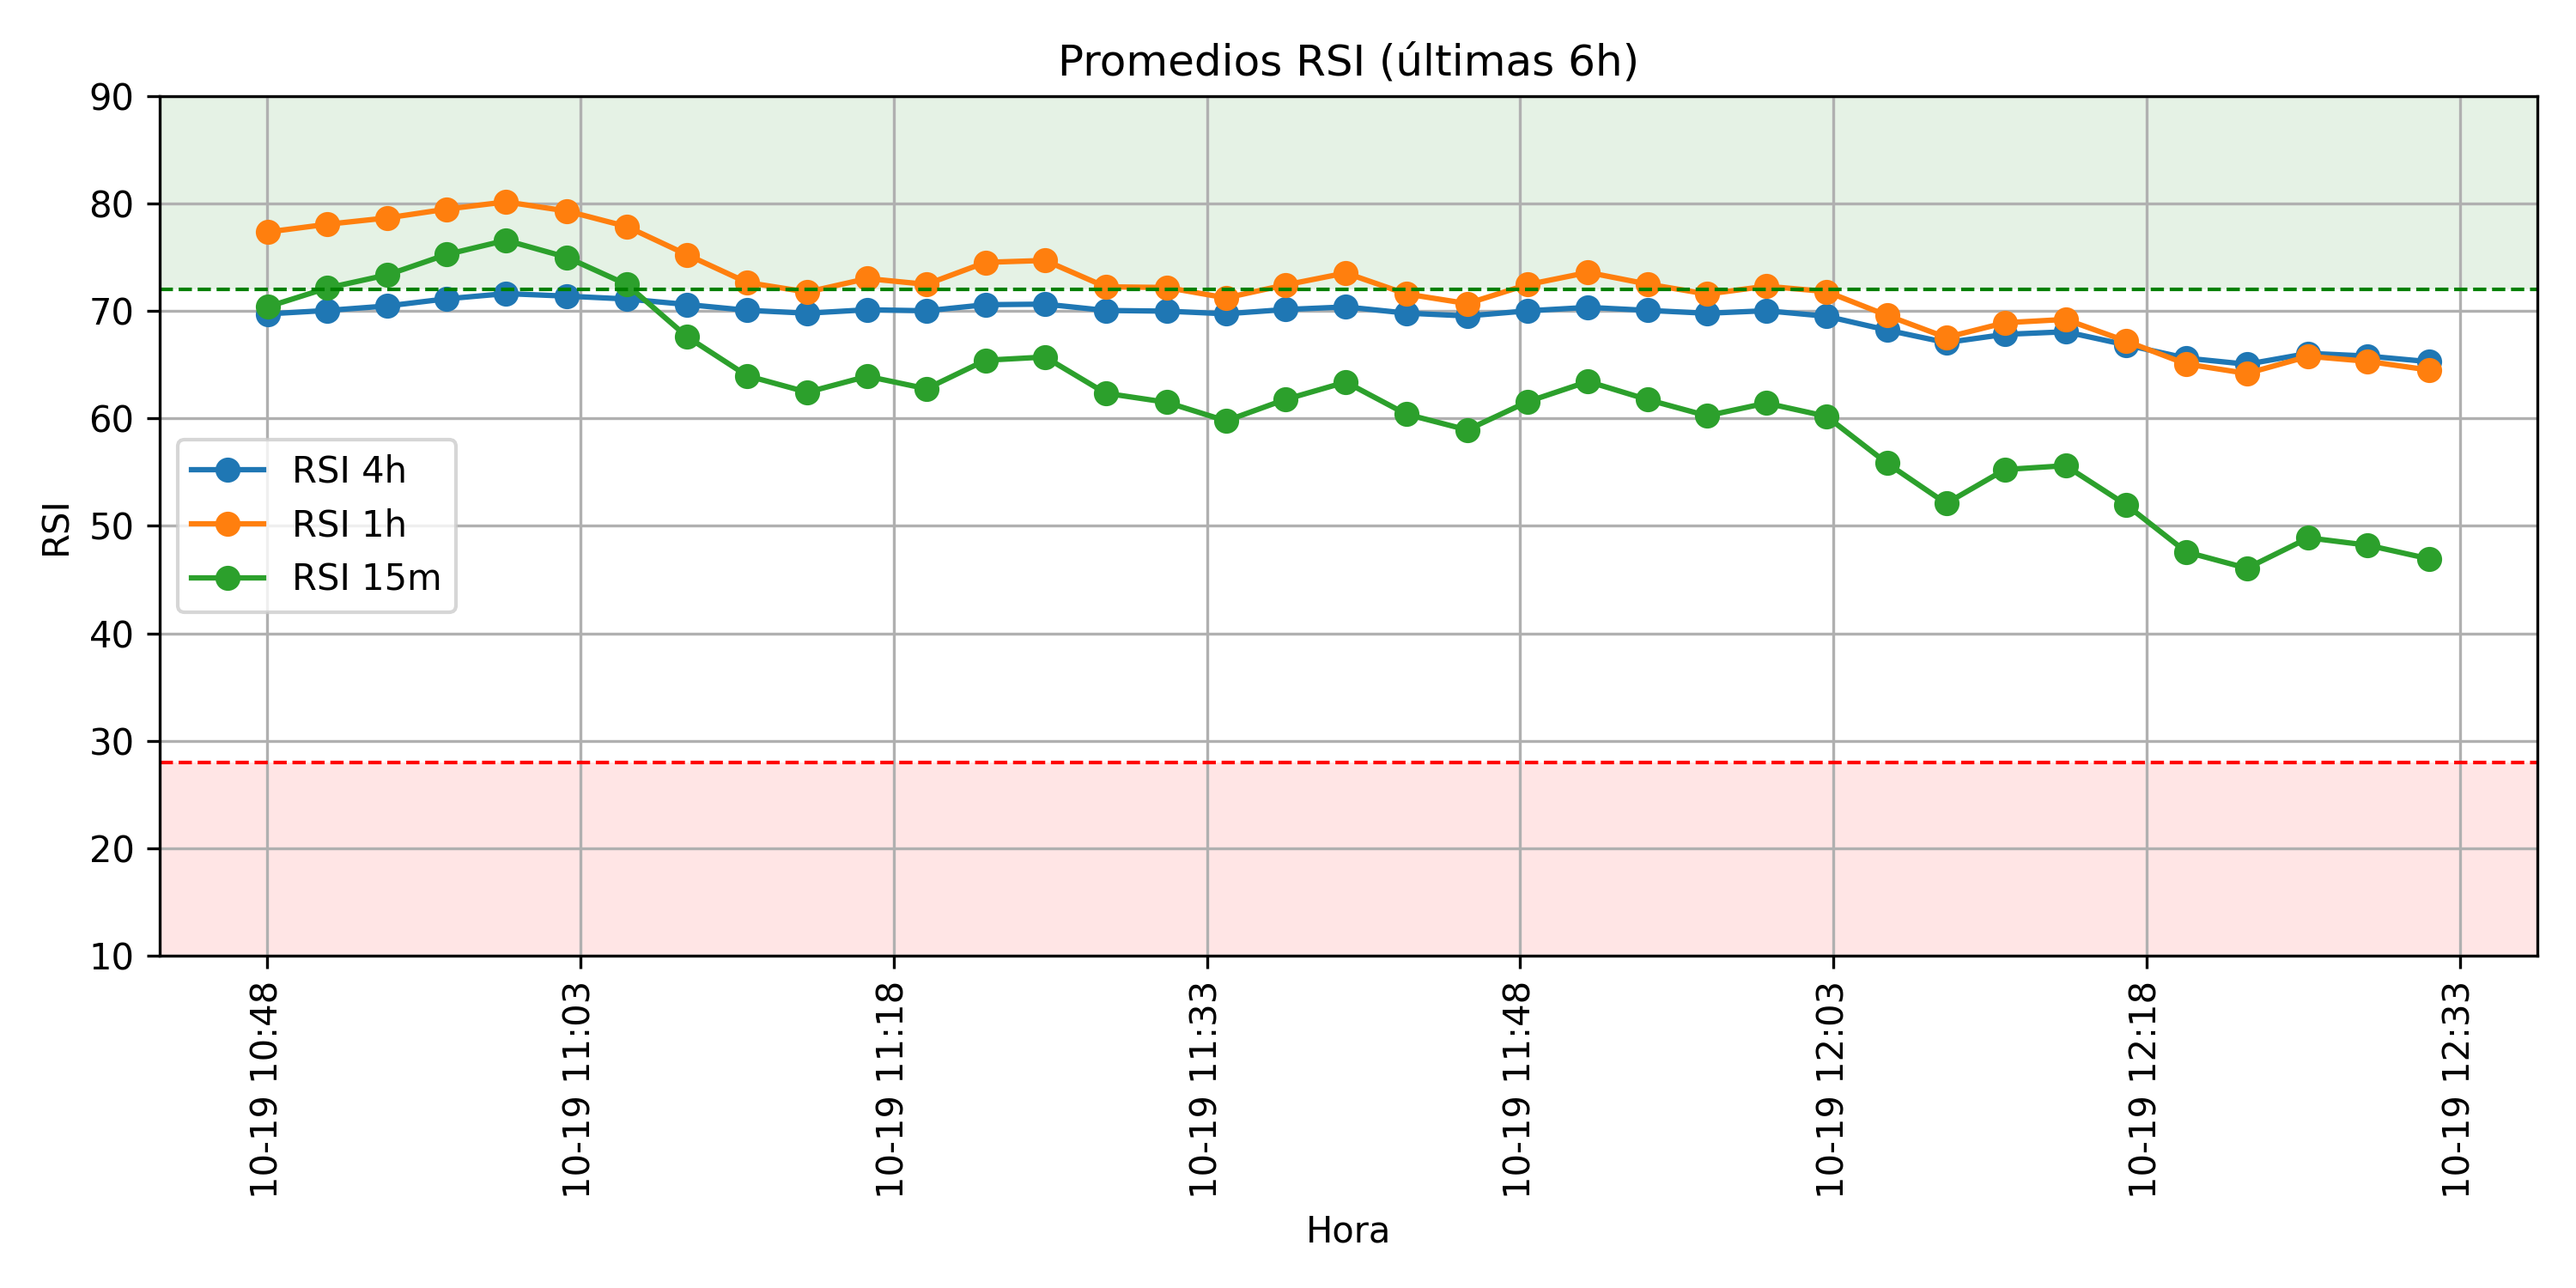 Promedios RSI (últimas 6h)
90
80
70
60
50
40
30
20
10
RSI
RSI 4h
RSI 1h
RSI 15m
10-19 10:48
10-19 11:03
10-19 11:18
10-19 11:33
10-19 11:48
10-19 12:03
10-19 12:18
10-19 12:33
Hora